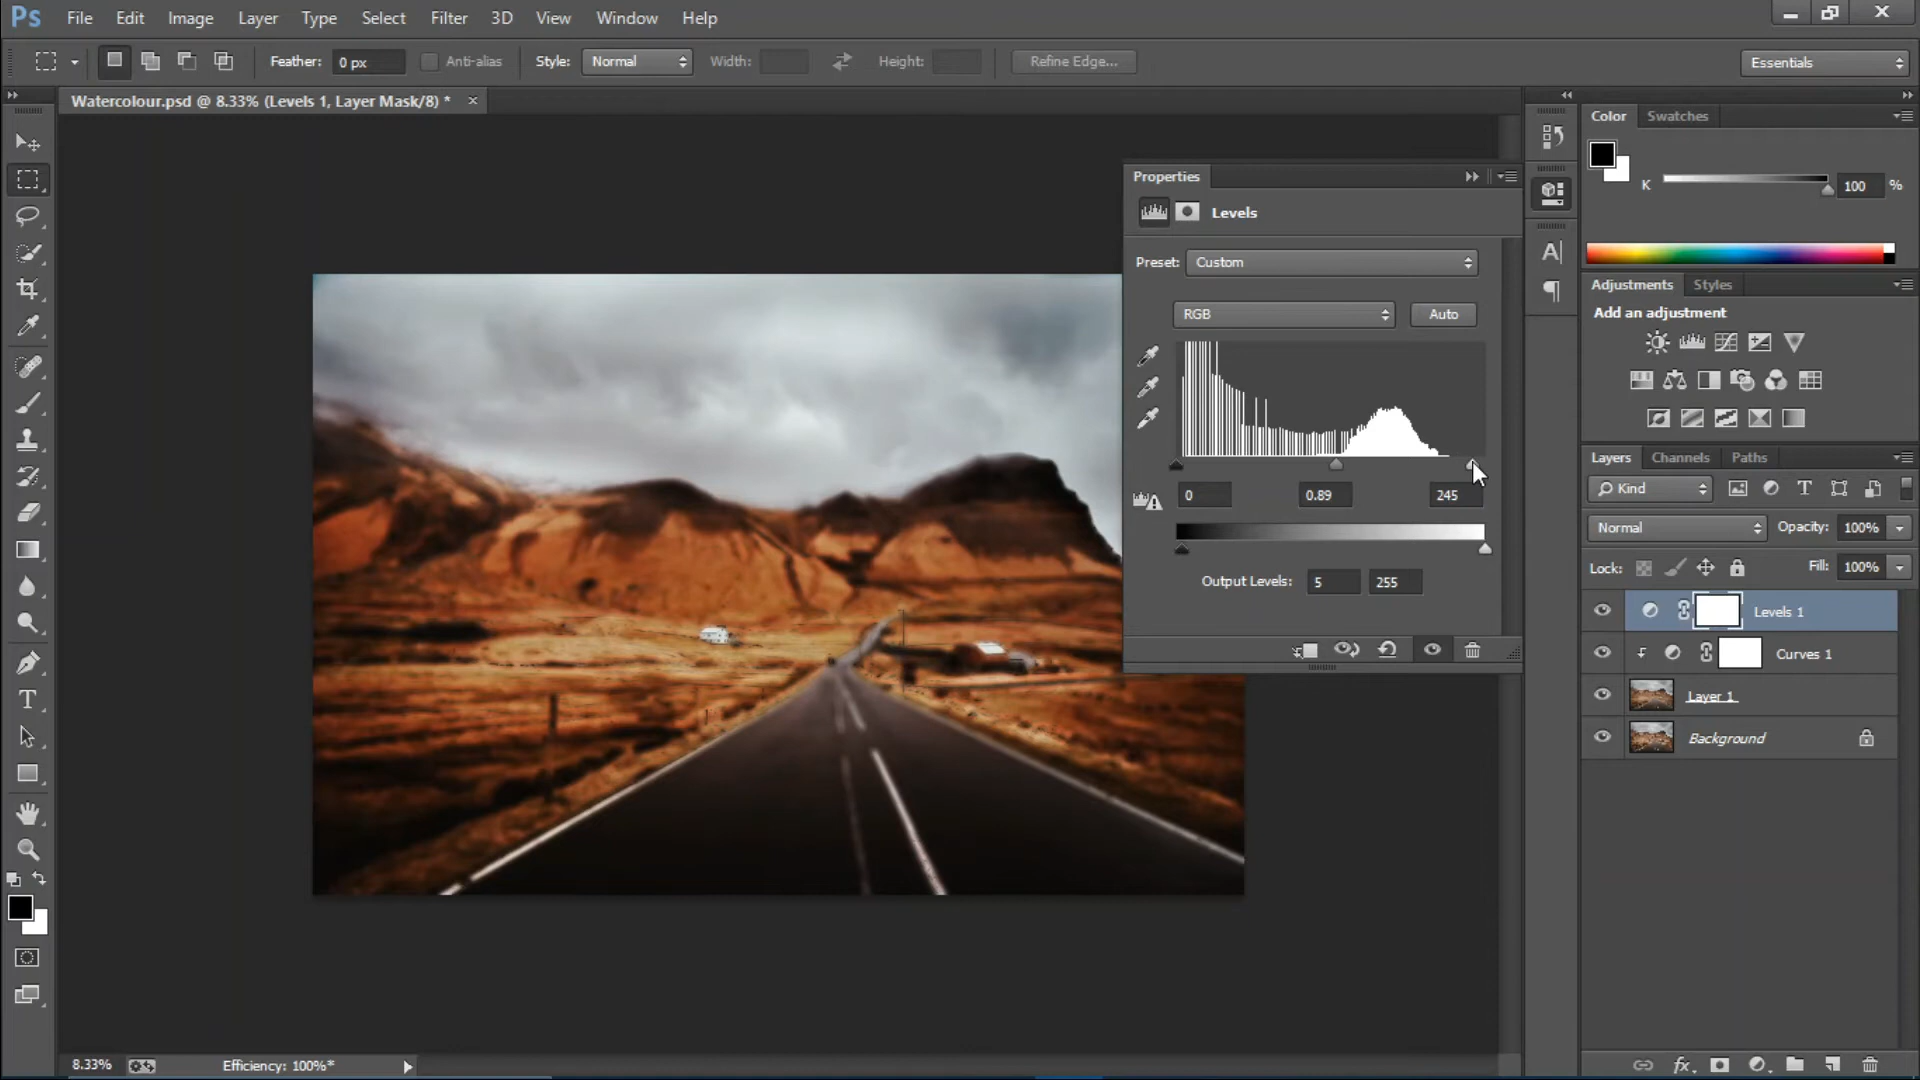 Ps File Edit Image Layer Type Select Filter 3D View Window Help
Feather: 0 px Anti-alias Style: Normal Width: Height: Refine Edge... Essentials
Watercolour.psd @ 8.33% (Levels 1, Layer Mask/8) *
Color Swatches
K 100 %
Properties
Levels
Preset: Custom
RGB Auto
0 0.89 245
Output Levels: 5 255
Adjustments Styles
Add an adjustment
Layers Channels Paths
Kind
Normal Opacity: 100%
Lock: Fill: 100%
Levels 1
Curves 1
Layer 1
Background
8.33% Efficiency: 100%*